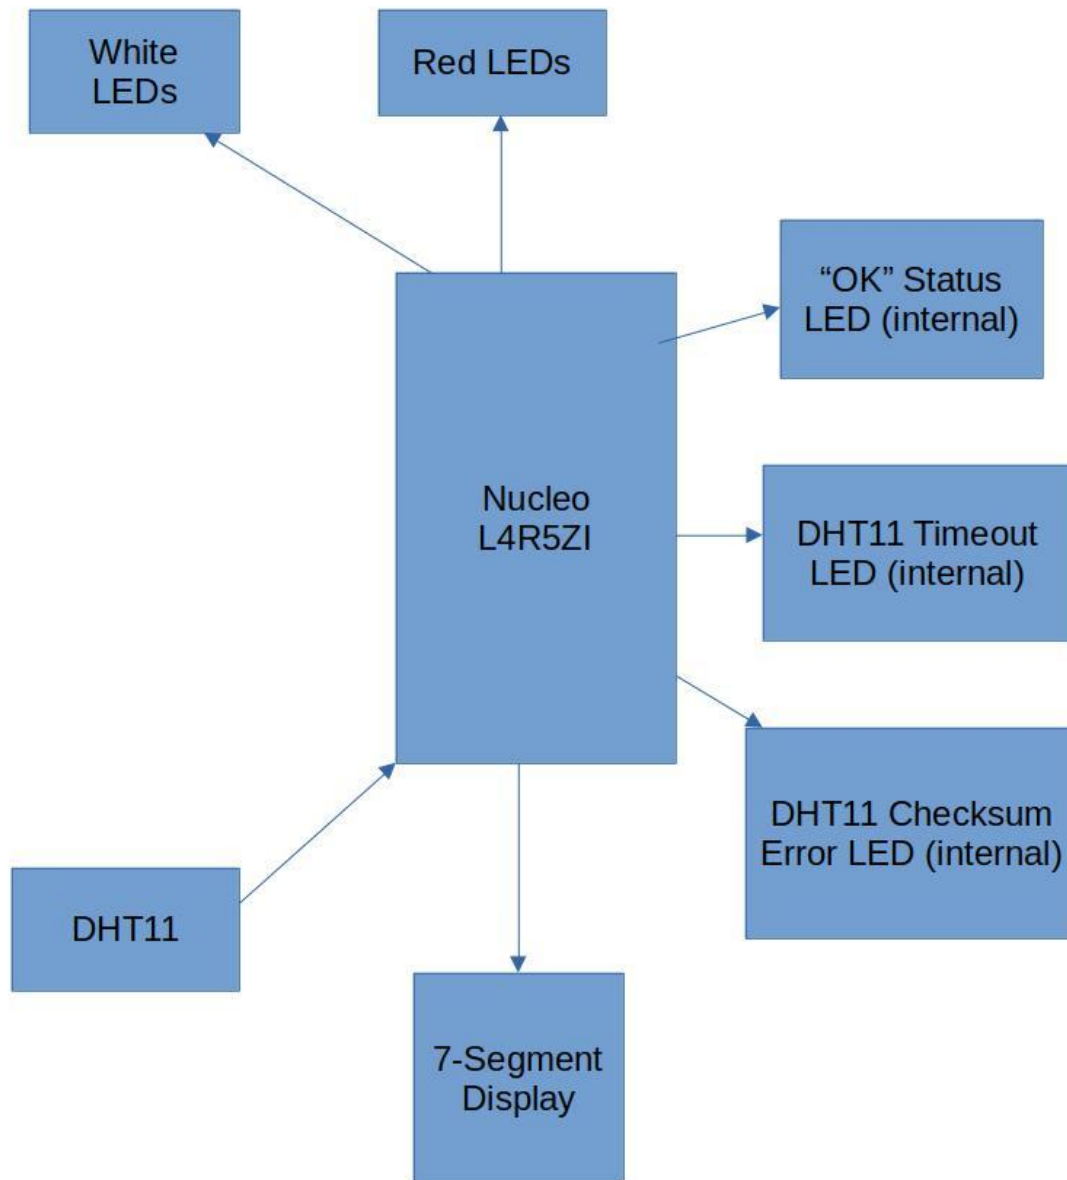 White
LEDs
Red LEDs
“OK” Status
LED (internal)
Nucleo
L4R5ZI
DHT11 Timeout
LED (internal)
DHT11 Checksum
Error LED (internal)
DHT11
7-Segment
Display